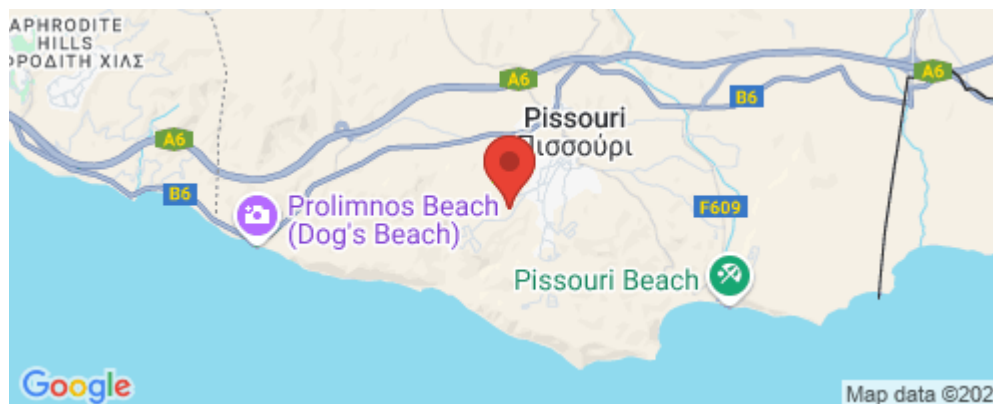 APHRODITE
HILLS
ΦΡΟΔΙΤΗ ΧΙΛΣ
A6
A6
B6
A6
B6
Pissouri
Πισσούρι
F609
Prolimnos Beach
(Dog's Beach)
Pissouri Beach
Google
Map data ©202